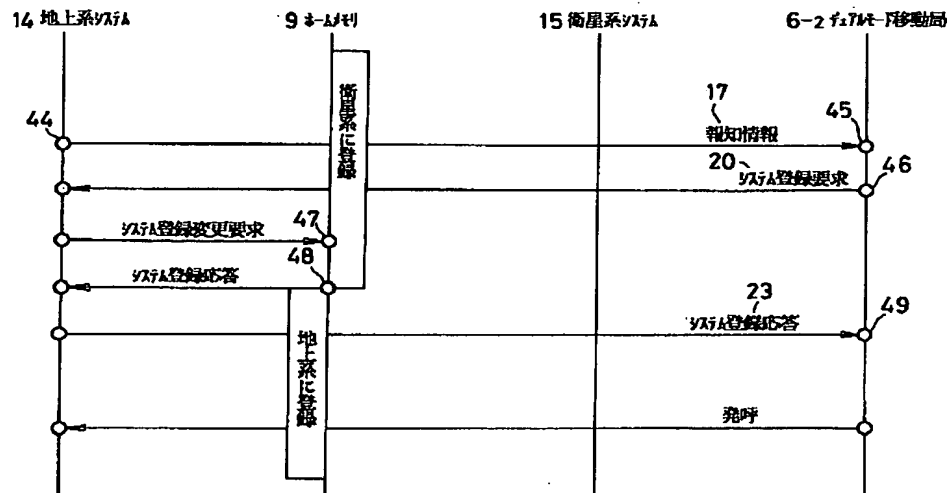 14 地上系システム
9 ホームメモリ
15 衛星系システム
6-2 デュアルモード移動局
衛星系に登録
44
17
報知情報
45
20
システム登録要求
46
システム登録変更要求
47
システム登録応答
48
地上系に登録
23
システム登録応答
49
発呼